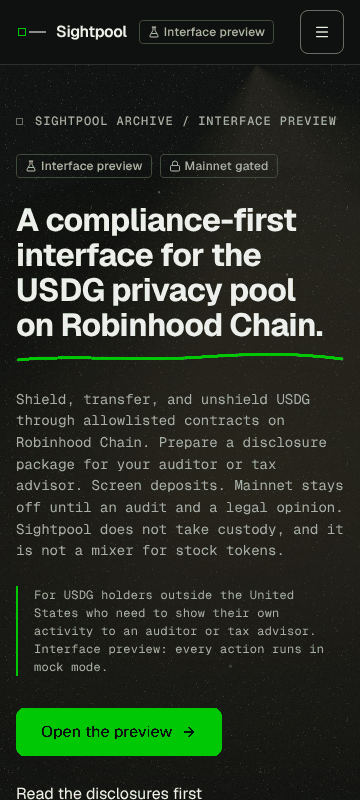 Sightpool
Interface preview
SIGHTPOOL ARCHIVE / INTERFACE PREVIEW
Interface preview
Mainnet gated
A compliance-first
interface for the
USDG privacy pool
on Robinhood Chain.
Shield, transfer, and unshield USDG
through allowlisted contracts on
Robinhood Chain. Prepare a disclosure
package for your auditor or tax
advisor. Screen deposits. Mainnet stays
off until an audit and a legal opinion.
Sightpool does not take custody, and it
is not a mixer for stock tokens.
For USDG holders outside the United
States who need to show their own
activity to an auditor or tax advisor.
Interface preview: every action runs in
mock mode.
Open the preview →
Read the disclosures first